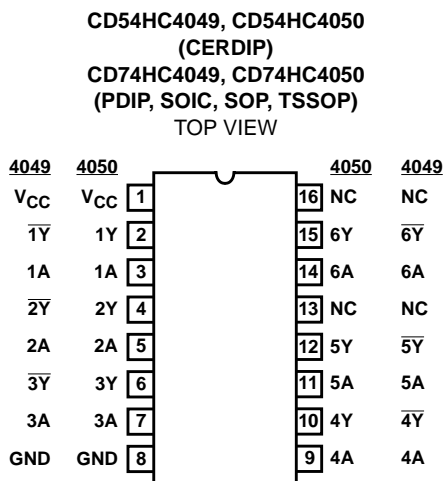 CD54HC4049, CD54HC4050
(CERDIP)
CD74HC4049, CD74HC4050
(PDIP, SOIC, SOP, TSSOP)
TOP VIEW
4049 4050 4050 4049
VCC VCC 1 16 NC NC
1Y̅ 1Y 2 15 6Y 6Y̅
1A 1A 3 14 6A 6A
2Y̅ 2Y 4 13 NC NC
2A 2A 5 12 5Y 5Y̅
3Y̅ 3Y 6 11 5A 5A
3A 3A 7 10 4Y 4Y̅
GND GND 8 9 4A 4A